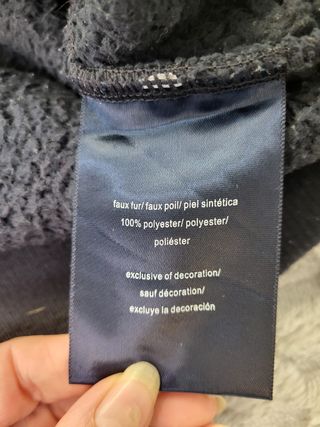 faux fur/ faux poil/ piel sintética
100% polyester/ polyester/
poliéster
exclusive of decoration/
sauf décoration/
excluye la decoración